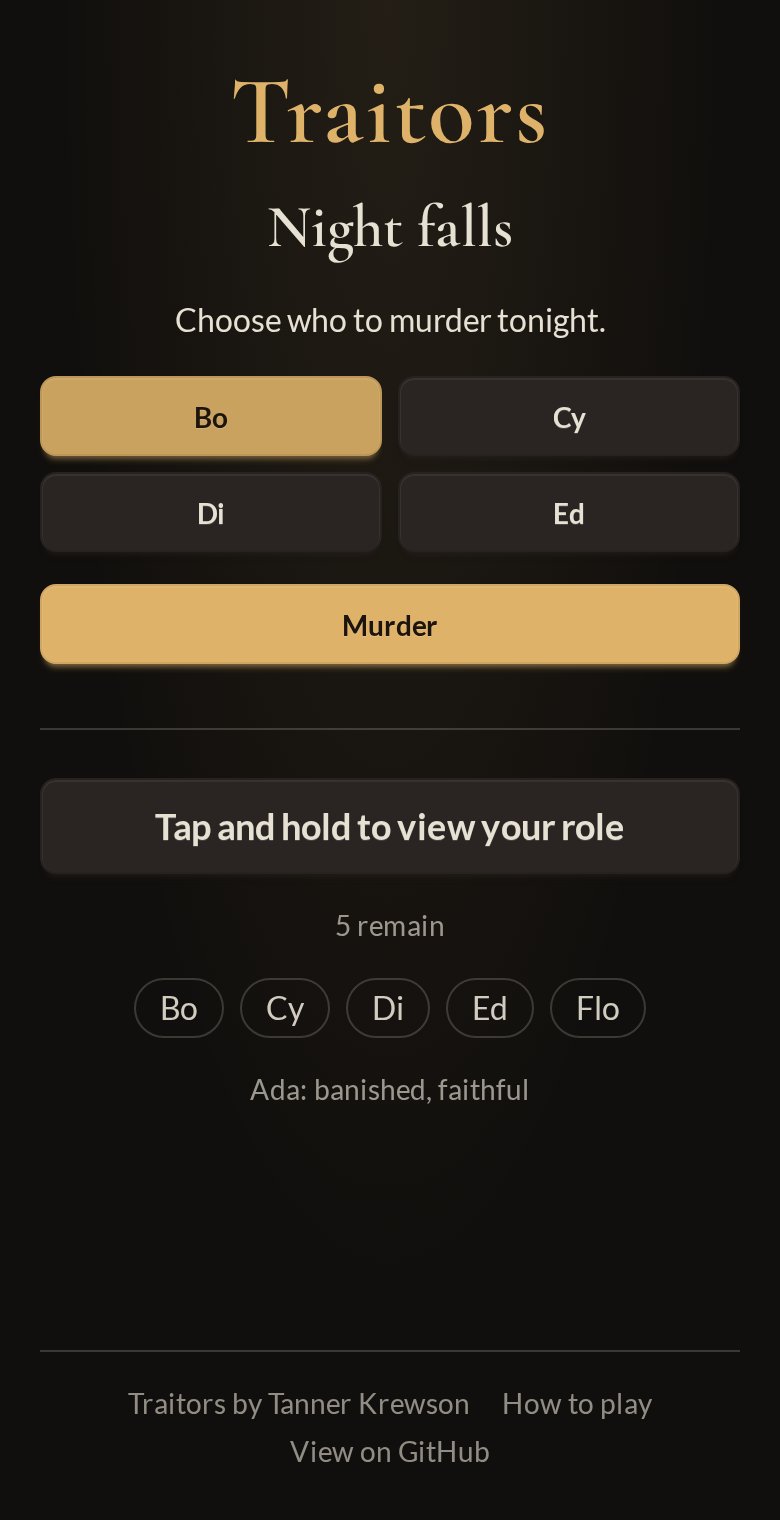 Traitors
Night falls
Choose who to murder tonight.
Bo Cy
Di Ed
Murder
Tap and hold to view your role
5 remain
Bo Cy Di Ed Flo
Ada: banished, faithful
Traitors by Tanner Krewson How to play
View on GitHub